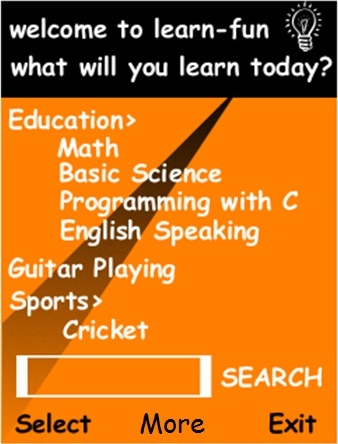 welcome to learn-fun
what will you learn today?
Education>
Math
Basic Science
Programming with C
English Speaking
Guitar Playing
Sports>
Cricket
SEARCH
Select More Exit